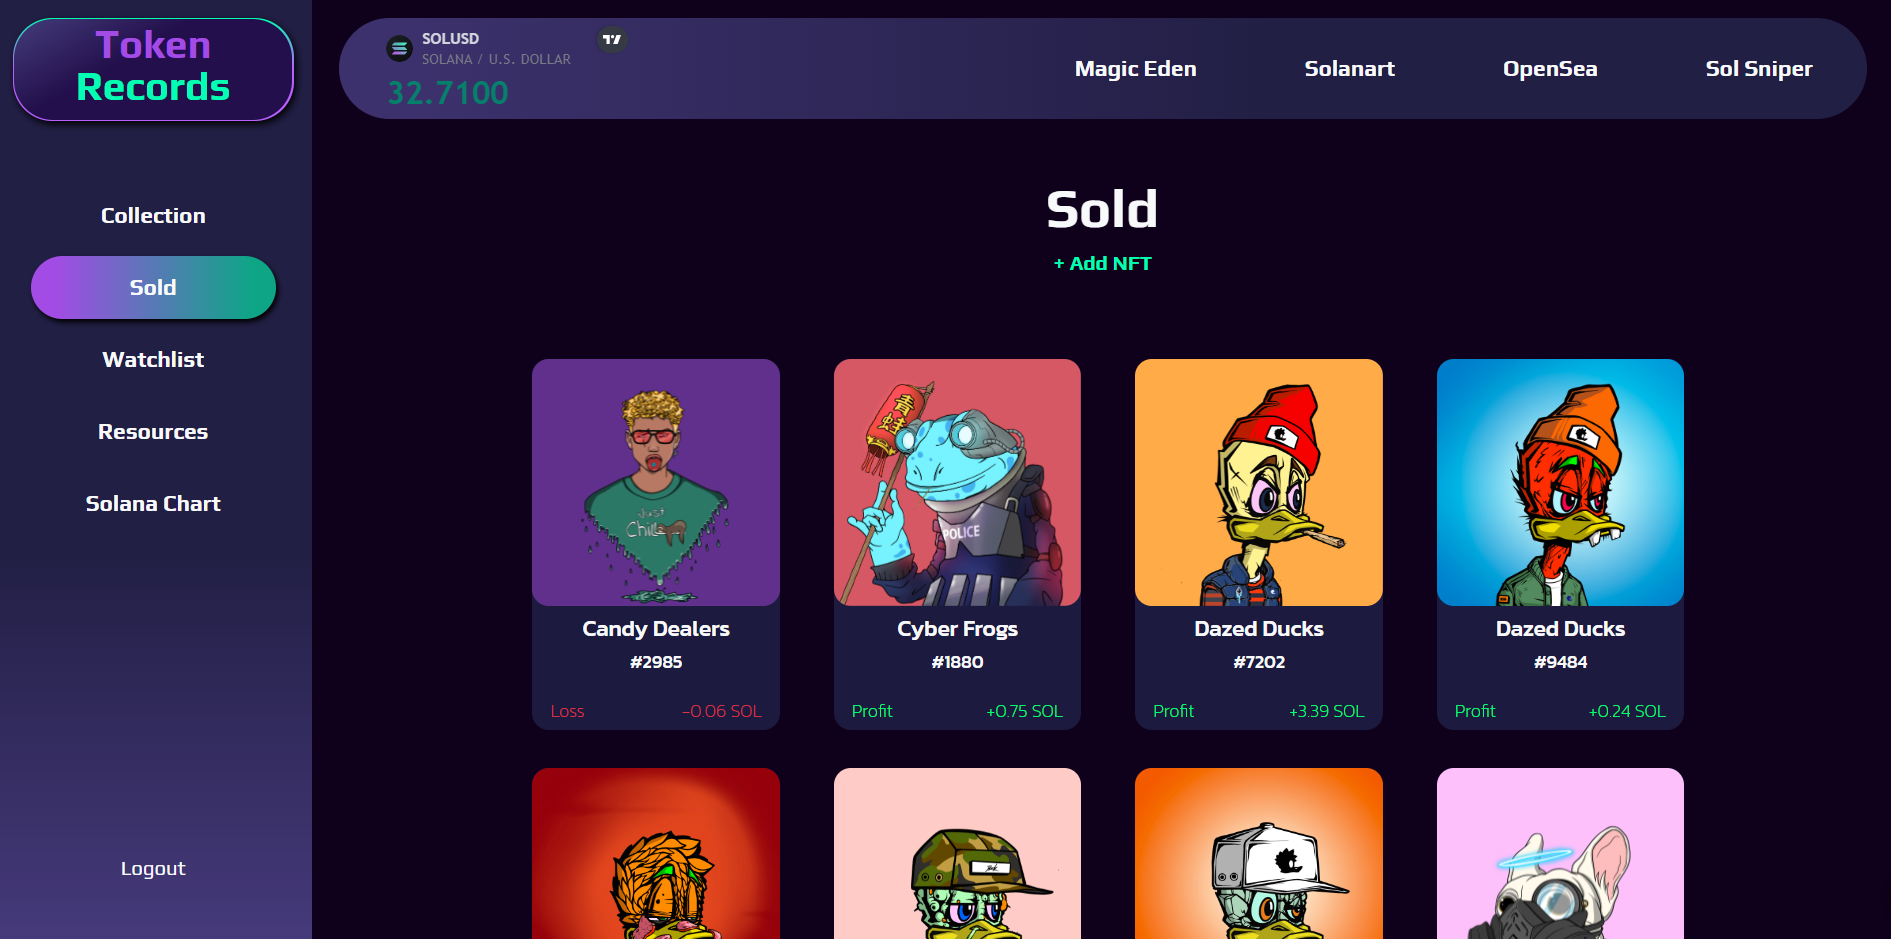 Token
Records
SOLUSD
SOLANA / U.S. DOLLAR
32.7100
Magic Eden
Solanart
OpenSea
Sol Sniper
Collection
Sold
Watchlist
Resources
Solana Chart
Logout
Sold
+ Add NFT
Just
Chill
Candy Dealers
#2985
Loss
-0.06 SOL
青
蛙
POLICE
Cyber Frogs
#1880
Profit
+0.75 SOL
Dazed Ducks
#7202
Profit
+3.39 SOL
Dazed Ducks
#9484
Profit
+0.24 SOL